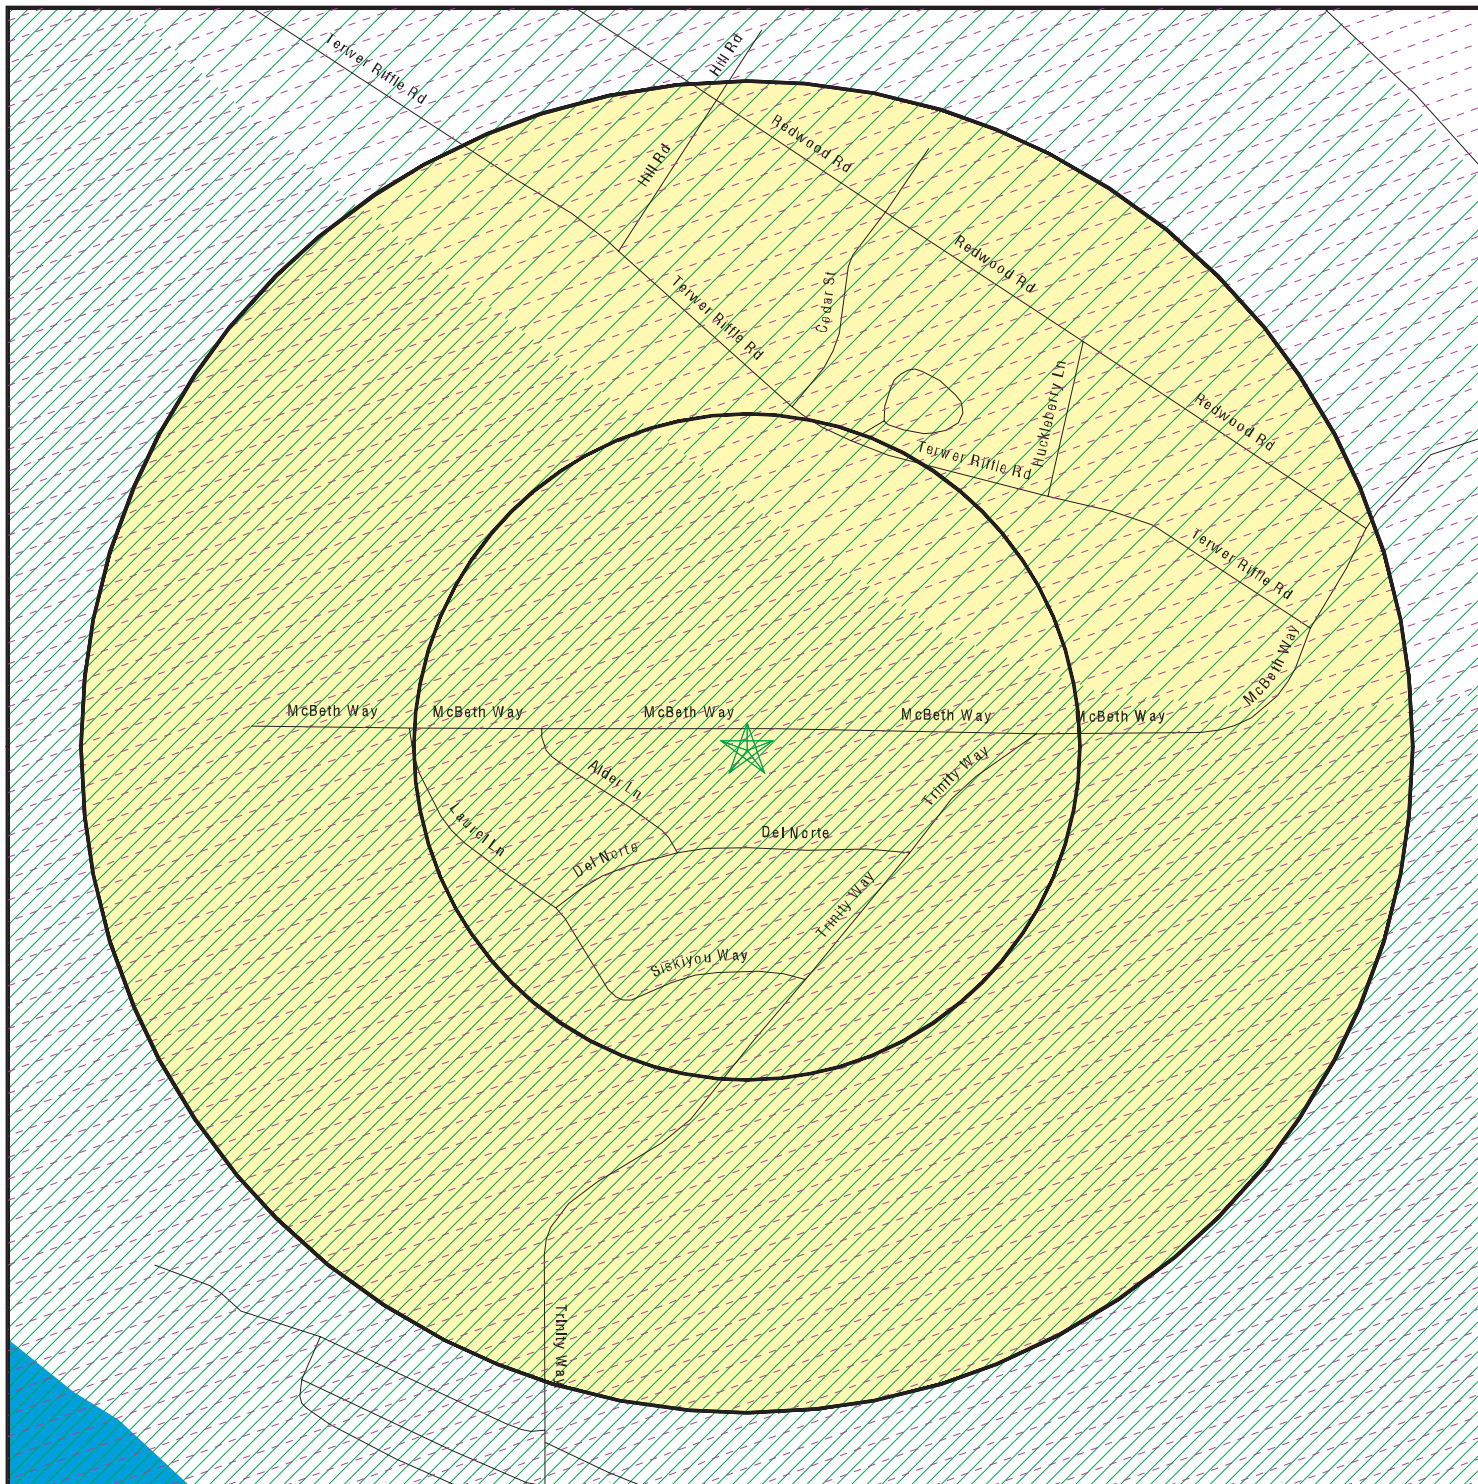 Terwer Riffle Rd
Hill Rd
Redwood Rd
Hill Rd
Redwood Rd
Terwer Riffle Rd
Cedar St
Huckleberry Ln
Redwood Rd
Terwer Riffle Rd
Terwer Riffle Rd
McBeth Way
McBeth Way
McBeth Way
McBeth Way
McBeth Way
McBeth Way
Trinity Way
Alder Ln
Laurel Ln
Del Norte
Del Norte
Trinity Way
Siskiyou Way
Trinity Way